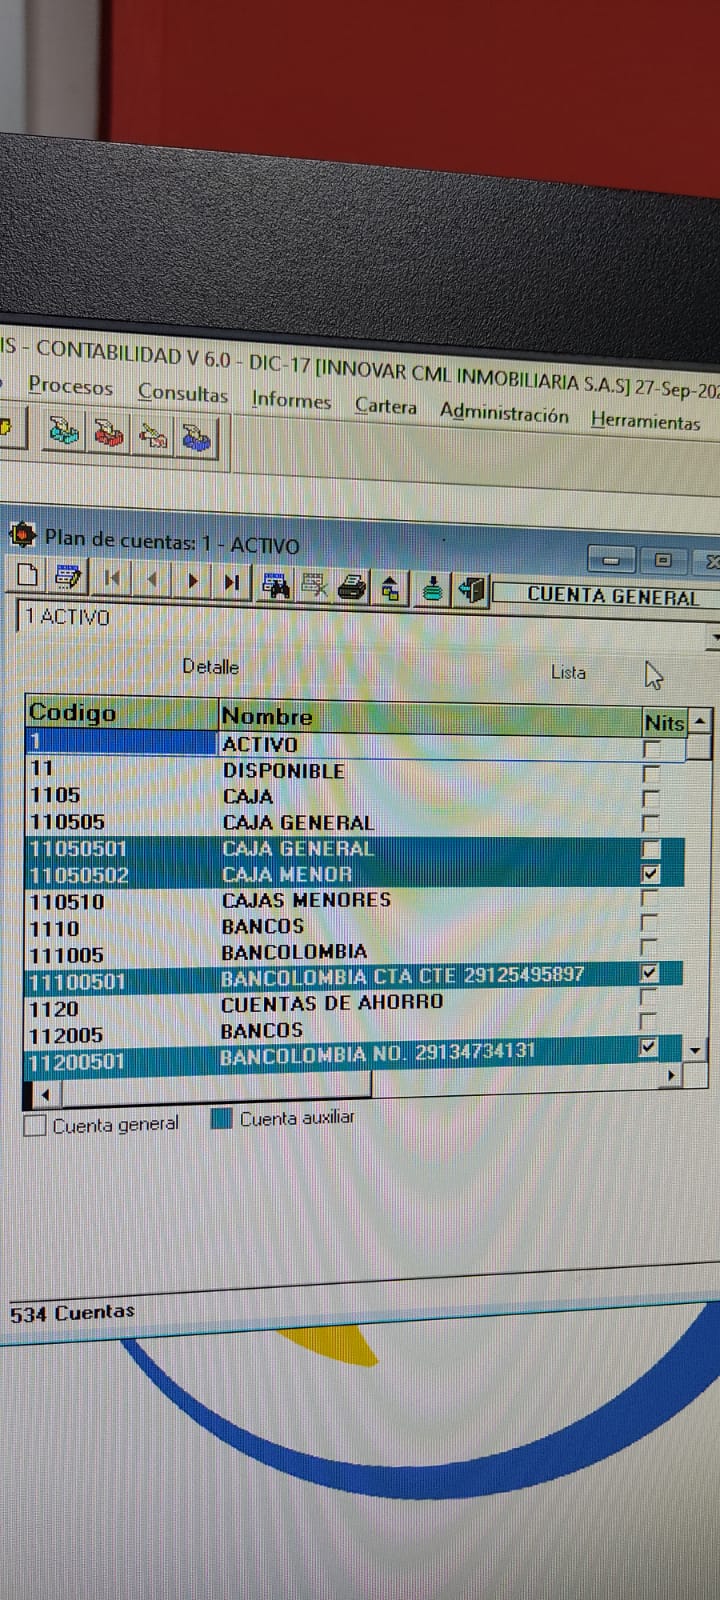 IS - CONTABILIDAD V 6.0 - DIC-17 [INNOVAR CML INMOBILIARIA S.A.S] 27-Sep-202
Procesos Consultas Informes Cartera Administración Herramientas
Plan de cuentas: 1 - ACTIVO
CUENTA GENERAL
1 ACTIVO
Detalle Lista
Codigo Nombre Nits
1 ACTIVO
11 DISPONIBLE
1105 CAJA
110505 CAJA GENERAL
11050501 CAJA GENERAL
11050502 CAJA MENOR
110510 CAJAS MENORES
1110 BANCOS
111005 BANCOLOMBIA
11100501 BANCOLOMBIA CTA CTE 29125495897
1120 CUENTAS DE AHORRO
112005 BANCOS
11200501 BANCOLOMBIA NO. 29134734131
Cuenta general Cuenta auxiliar
534 Cuentas